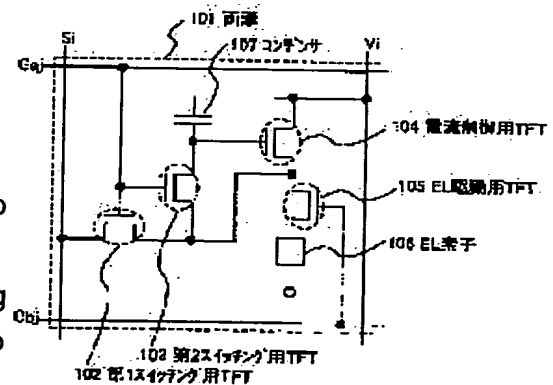 101 画素
Si
107 コンデンサ
Vi
Gaj
104 電流制御用TFT
105 EL駆動用TFT
106 EL素子
Gbj
103 第2スイッチング用TFT
102 第1スイッチング用TFT